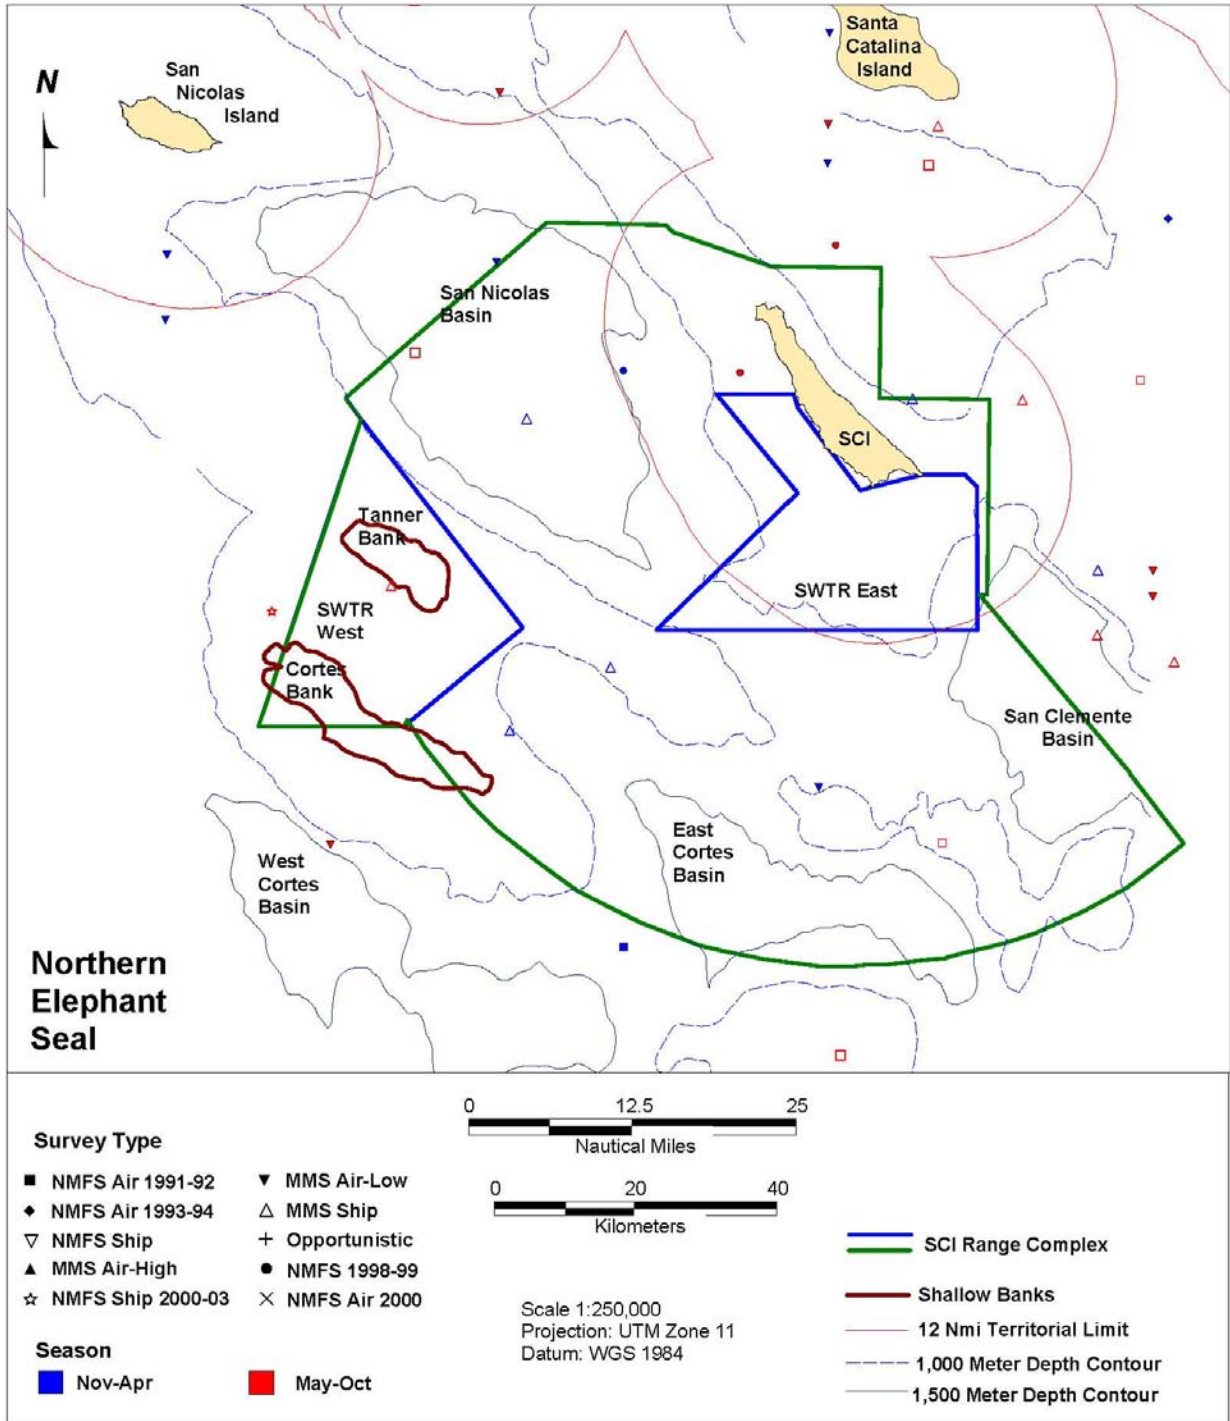 San
Nicolas
Island
N
Santa
Catalina
Island
San Nicolas
Basin
SCI
Tanner
Bank
SWTR
West
SWTR East
Cortes
Bank
San Clemente
Basin
East
Cortes
Basin
West
Cortes
Basin
Northern
Elephant
Seal
Survey Type
NMFS Air 1991-92
NMFS Air 1993-94
NMFS Ship
MMS Air-High
NMFS Ship 2000-03
MMS Air-Low
MMS Ship
Opportunistic
NMFS 1998-99
NMFS Air 2000
Season
Nov-Apr
May-Oct
0 12.5 25
Nautical Miles
0 20 40
Kilometers
Scale 1:250,000
Projection: UTM Zone 11
Datum: WGS 1984
SCI Range Complex
Shallow Banks
12 Nmi Territorial Limit
1,000 Meter Depth Contour
1,500 Meter Depth Contour